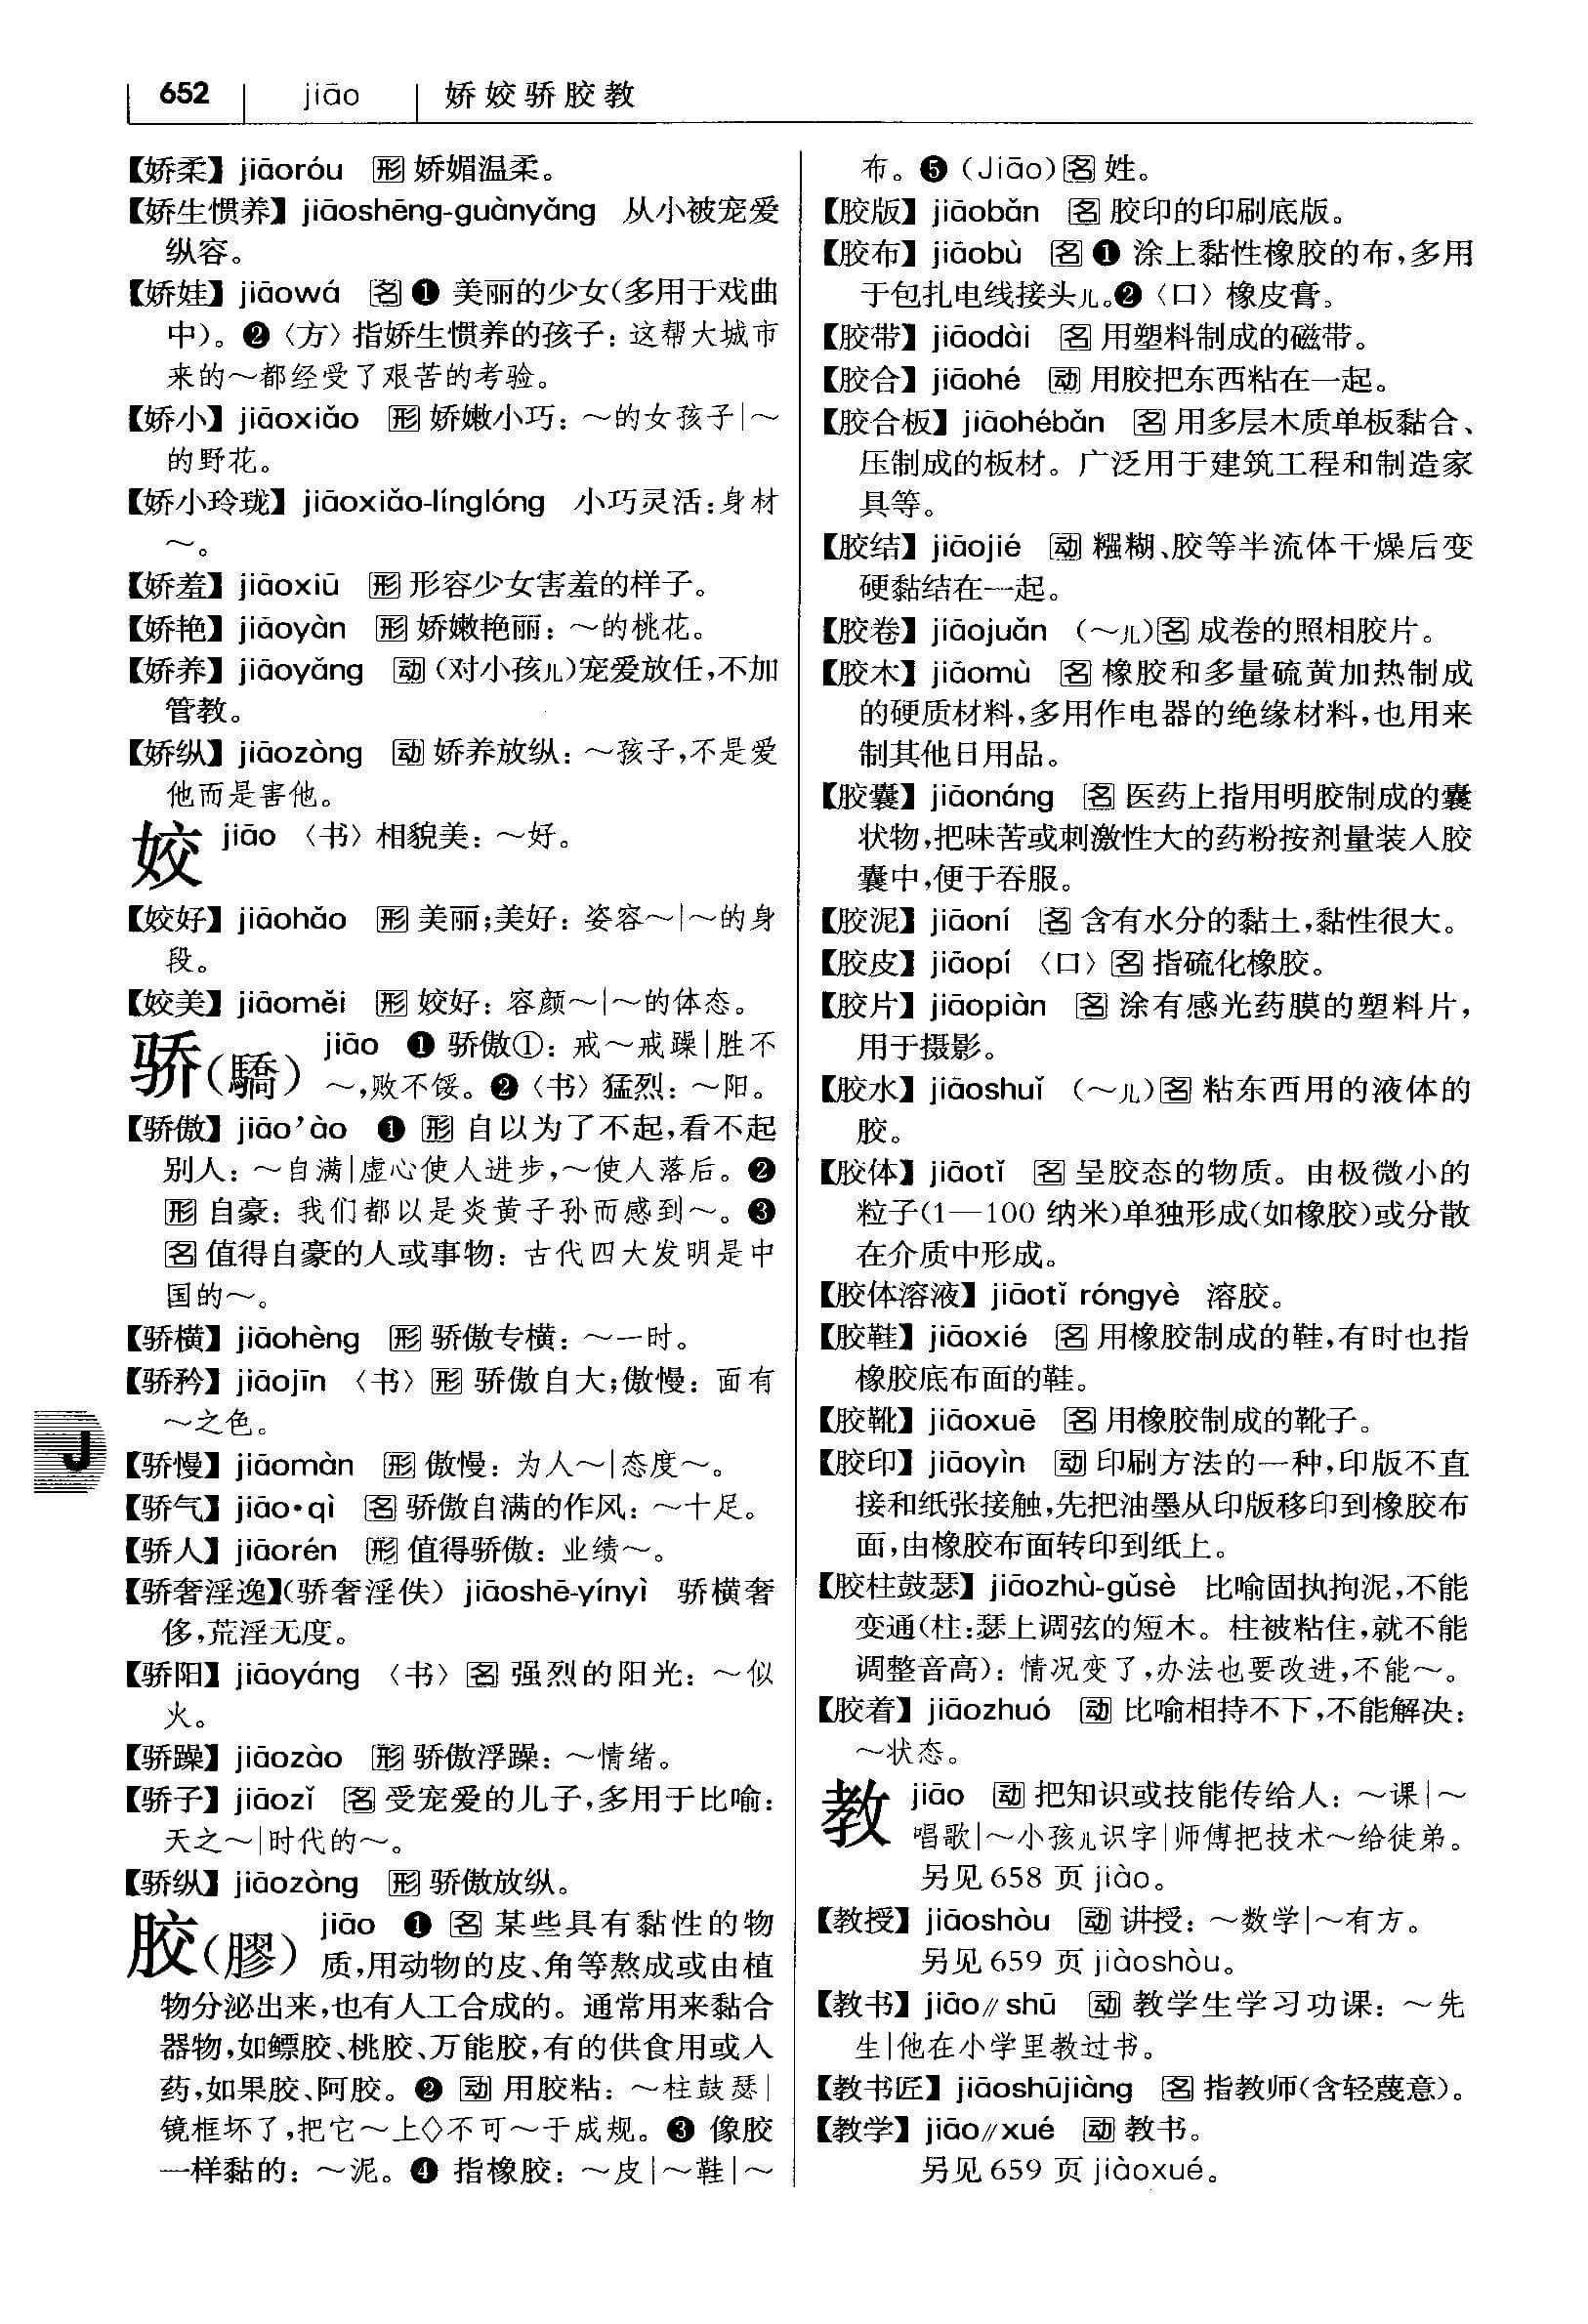 652 jiāo 娇姣骄胶教
【娇柔】 jiāoróu 形 娇媚温柔。
【娇生惯养】 jiāoshēng-guànyǎng 从小被宠爱
纵容。
【娇娃】 jiāowá 名 ❶ 美丽的少女(多用于戏曲
中)。❷〈方〉指娇生惯养的孩子:这帮大城市
来的～都经受了艰苦的考验。
【娇小】 jiāoxiǎo 形 娇嫩小巧:～的女孩子|～
的野花。
【娇小玲珑】 jiāoxiǎo-línglóng 小巧灵活:身材
～。
【娇羞】 jiāoxiū 形 形容少女害羞的样子。
【娇艳】 jiāoyàn 形 娇嫩艳丽:～的桃花。
【娇养】 jiāoyǎng 动 (对小孩儿)宠爱放任,不加
管教。
【娇纵】 jiāozòng 动 娇养放纵:～孩子,不是爱
他而是害他。
姣 jiāo 〈书〉相貌美:～好。
【姣好】 jiāohǎo 形 美丽;美好:姿容～|～的身
段。
【姣美】 jiāoměi 形 姣好:容颜～|～的体态。
骄(驕) jiāo ❶ 骄傲①:戒～戒躁|胜不
～,败不馁。❷〈书〉猛烈:～阳。
【骄傲】 jiāo'ào ❶ 形 自以为了不起,看不起
别人:～自满|虚心使人进步,～使人落后。❷
形 自豪:我们都以是炎黄子孙而感到～。❸
名 值得自豪的人或事物:古代四大发明是中
国的～。
【骄横】 jiāohèng 形 骄傲专横:～一时。
【骄矜】 jiāojīn 〈书〉形 骄傲自大;傲慢:面有
～之色。
【骄慢】 jiāomàn 形 傲慢:为人～|态度～。
【骄气】 jiāo•qì 名 骄傲自满的作风:～十足。
【骄人】 jiāorén 形 值得骄傲:业绩～。
【骄奢淫逸】(骄奢淫佚) jiāoshē-yínyì 骄横奢
侈,荒淫无度。
【骄阳】 jiāoyáng 〈书〉名 强烈的阳光:～似
火。
【骄躁】 jiāozào 形 骄傲浮躁:～情绪。
【骄子】 jiāozǐ 名 受宠爱的儿子,多用于比喻:
天之～|时代的～。
【骄纵】 jiāozòng 形 骄傲放纵。
胶(膠) jiāo ❶ 名 某些具有黏性的物
质,用动物的皮、角等熬成或由植
物分泌出来,也有人工合成的。通常用来黏合
器物,如鳔胶、桃胶、万能胶,有的供食用或入
药,如果胶、阿胶。❷ 动 用胶粘:～柱鼓瑟|
镜框坏了,把它～上◇不可～于成规。❸ 像胶
一样黏的:～泥。❹ 指橡胶:～皮|～鞋|～
布。❺ (Jiāo)名 姓。
【胶版】 jiāobǎn 名 胶印的印刷底版。
【胶布】 jiāobù 名 ❶ 涂上黏性橡胶的布,多用
于包扎电线接头儿。❷〈口〉橡皮膏。
【胶带】 jiāodài 名 用塑料制成的磁带。
【胶合】 jiāohé 动 用胶把东西粘在一起。
【胶合板】 jiāohébǎn 名 用多层木质单板黏合、
压制成的板材。广泛用于建筑工程和制造家
具等。
【胶结】 jiāojié 动 糨糊、胶等半流体干燥后变
硬黏结在一起。
【胶卷】 jiāojuǎn (～儿)名 成卷的照相胶片。
【胶木】 jiāomù 名 橡胶和多量硫黄加热制成
的硬质材料,多用作电器的绝缘材料,也用来
制其他日用品。
【胶囊】 jiāonáng 名 医药上指用明胶制成的囊
状物,把味苦或刺激性大的药粉按剂量装入胶
囊中,便于吞服。
【胶泥】 jiāoní 名 含有水分的黏土,黏性很大。
【胶皮】 jiāopí 〈口〉名 指硫化橡胶。
【胶片】 jiāopiàn 名 涂有感光药膜的塑料片,
用于摄影。
【胶水】 jiāoshuǐ (～儿)名 粘东西用的液体的
胶。
【胶体】 jiāotǐ 名 呈胶态的物质。由极微小的
粒子(1—100 纳米)单独形成(如橡胶)或分散
在介质中形成。
【胶体溶液】 jiāotǐ róngyè 溶胶。
【胶鞋】 jiāoxié 名 用橡胶制成的鞋,有时也指
橡胶底布面的鞋。
【胶靴】 jiāoxuē 名 用橡胶制成的靴子。
【胶印】 jiāoyìn 动 印刷方法的一种,印版不直
接和纸张接触,先把油墨从印版移印到橡胶布
面,由橡胶布面转印到纸上。
【胶柱鼓瑟】 jiāozhù-gǔsè 比喻固执拘泥,不能
变通(柱:瑟上调弦的短木。柱被粘住,就不能
调整音高):情况变了,办法也要改进,不能～。
【胶着】 jiāozhuó 动 比喻相持不下,不能解决:
～状态。
教 jiāo 动 把知识或技能传给人:～课|～
唱歌|～小孩儿识字|师傅把技术～给徒弟。
另见 658 页 jiào。
【教授】 jiāoshòu 动 讲授:～数学|～有方。
另见 659 页 jiàoshòu。
【教书】 jiāo//shū 动 教学生学习功课:～先
生|他在小学里教过书。
【教书匠】 jiāoshūjiàng 名 指教师(含轻蔑意)。
【教学】 jiāo//xué 动 教书。
另见 659 页 jiàoxué。
J